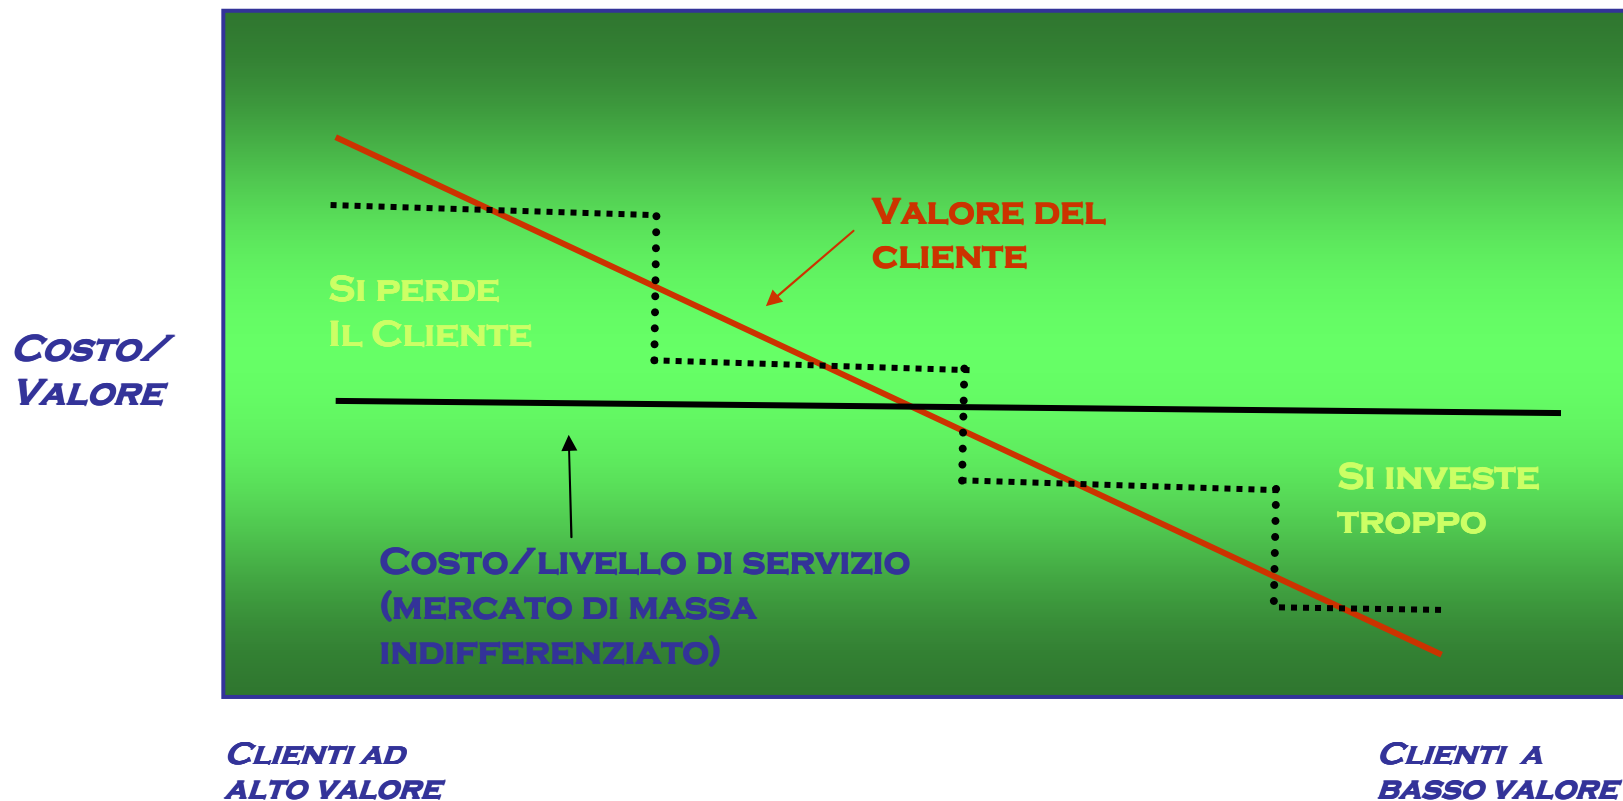 Valore del
cliente
Si perde
Il Cliente
Costo/
Valore
Si investe
troppo
Costo/livello di servizio
(mercato di massa
indifferenziato)
Clienti ad
alto valore
Clienti a
basso valore